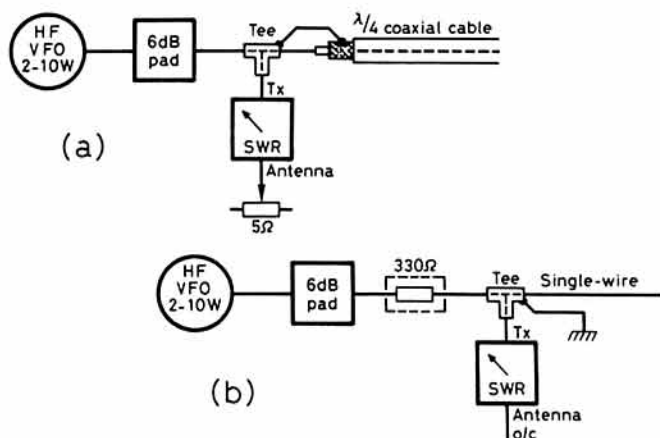 HF
VFO
2-10W
6dB
pad
Tee
λ/4 coaxial cable
Tx
SWR
Antenna
5Ω
(a)
HF
VFO
2-10W
6dB
pad
330Ω
Tee
Single-wire
Tx
SWR
Antenna
o/c
(b)